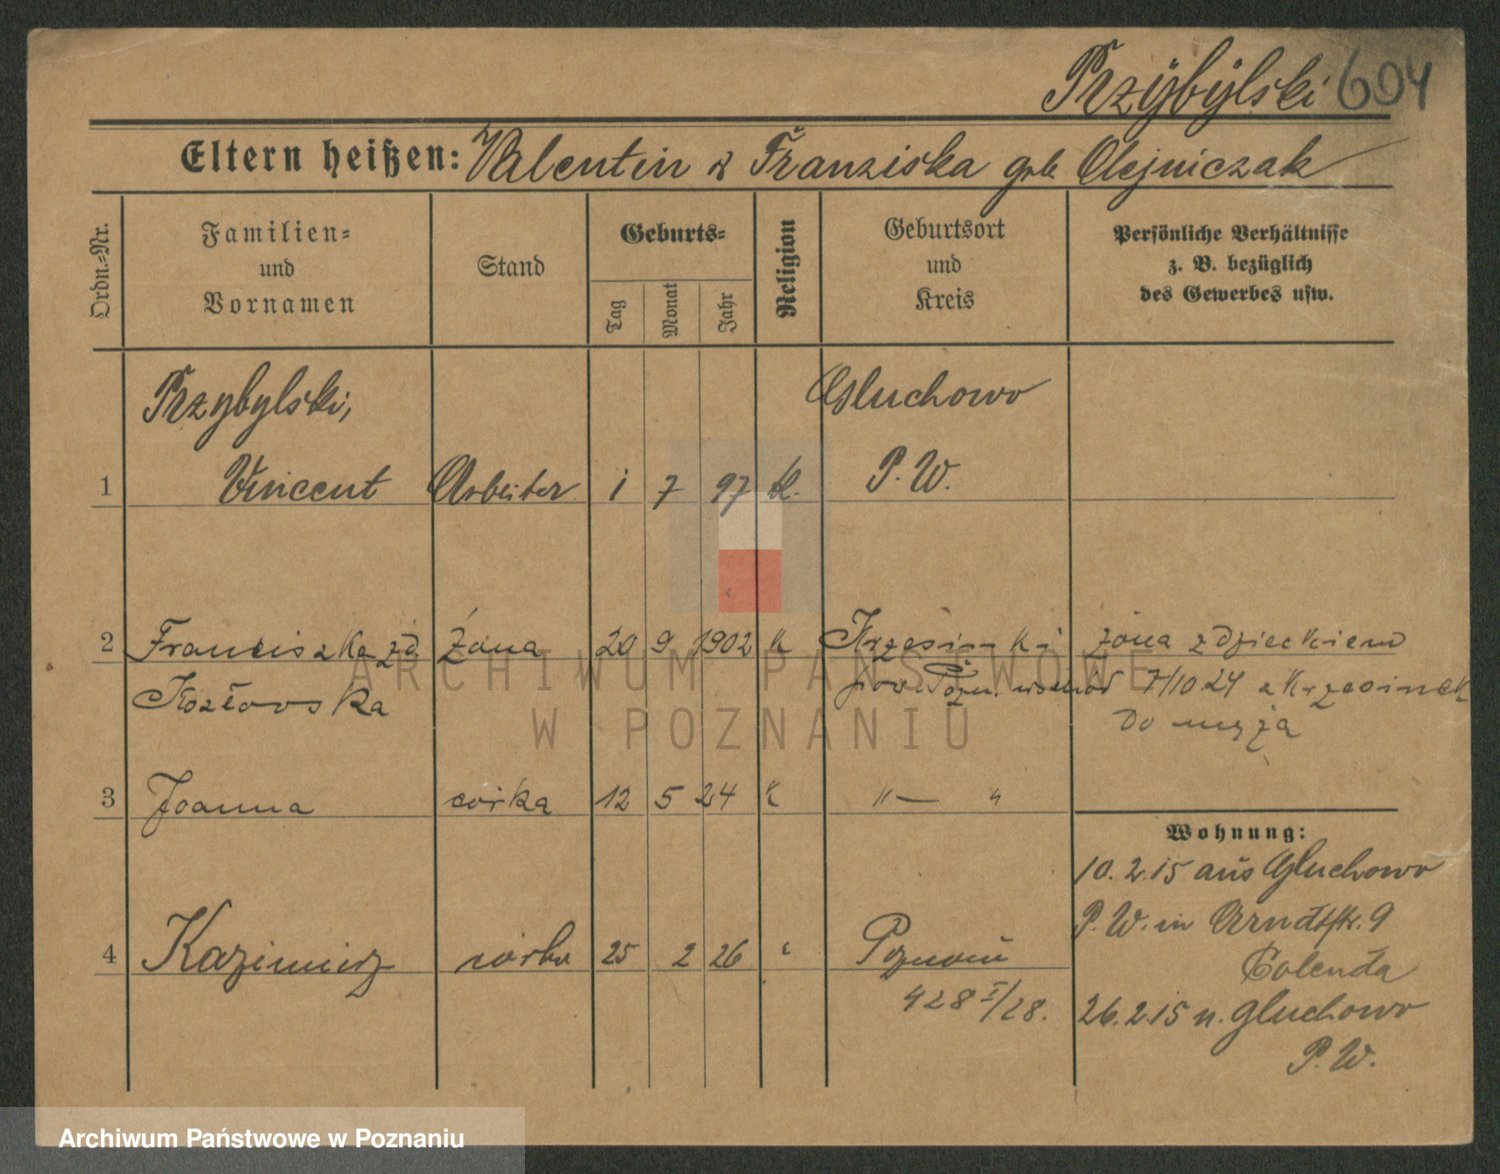 Przybylski 694
Eltern heißen: Valentin u Franziska geb Olejniczak
Ordn.=Nr.
Familien=
und
Vornamen
Stand
Geburts=
Tag
Monat
Jahr
Religion
Geburtsort
und
Kreis
Persönliche Verhältnisse
z. B. bezüglich
des Gewerbes usw.
Przybylski, Gluchowo
1 Vincent Arbeiter 1 7 97 k. P. W.
2 Franciszka zd. Żona 20 9 1902 k Krzesinki żona z dzieckiem
Kozłovska pow Pozn. wschód 7/10 24 z Krzesinek
do męża
3 Joanna córka 12 5 24 k "— "
Wohnung:
10.2.15 aus Gluchowo
P. W. in Arndtstr. 9
4 Kazimierz córka 25 2 26 " Poznań
428 I/28.
26.2.15 n. Gluchowo
P. W.
ARCHIWUM PAŃSTWOWE
W POZNANIU
Archiwum Państwowe w Poznaniu